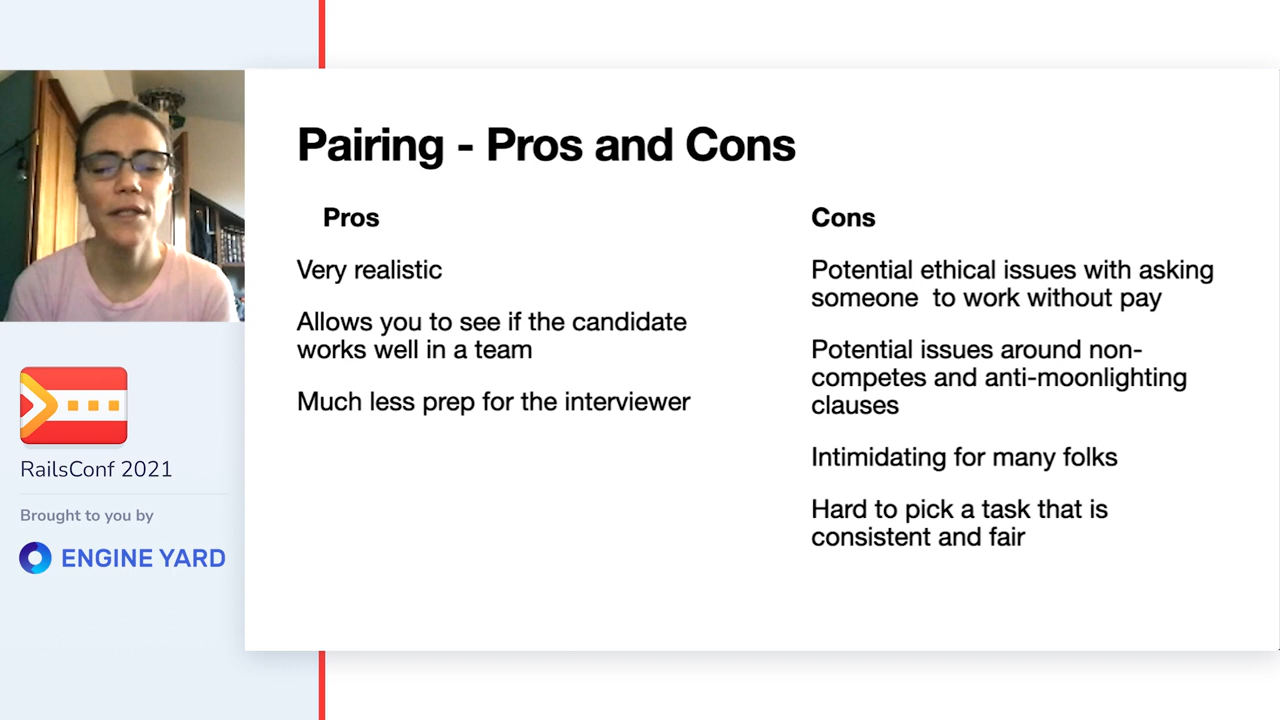 Pairing - Pros and Cons
Pros
Very realistic
Allows you to see if the candidate
works well in a team
Much less prep for the interviewer
Cons
Potential ethical issues with asking
someone  to work without pay
Potential issues around non-
competes and anti-moonlighting
clauses
Intimidating for many folks
Hard to pick a task that is
consistent and fair
RailsConf 2021
Brought to you by
ENGINE YARD